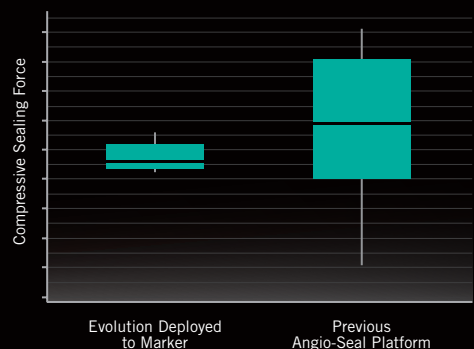 Compressive Sealing Force
Evolution Deployed
to Marker
Previous
Angio-Seal Platform